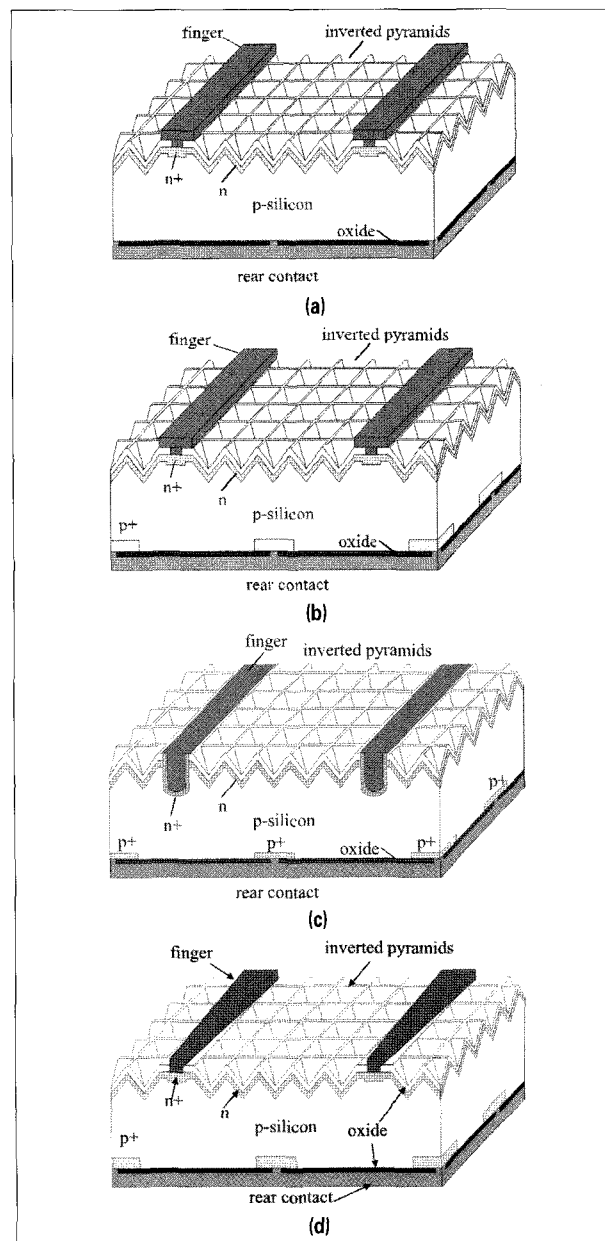 finger
inverted pyramids
n+
n
p-silicon
oxide
rear contact
(a)
finger
inverted pyramids
n+
n
p-silicon
p+
oxide
rear contact
(b)
finger
inverted pyramids
n+
n
p-silicon
p+
p+
p+
p+
oxide
rear contact
(c)
finger
inverted pyramids
n+
n
p-silicon
oxide
p+
rear contact
(d)